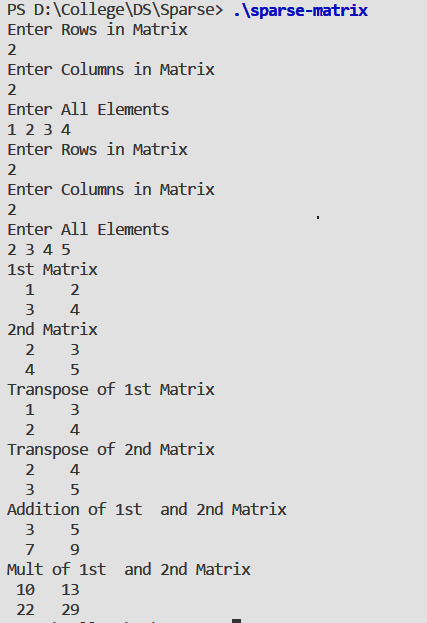 PS D:\College\DS\Sparse> .\sparse-matrix
Enter Rows in Matrix
2
Enter Columns in Matrix
2
Enter All Elements
1 2 3 4
Enter Rows in Matrix
2
Enter Columns in Matrix
2
Enter All Elements
2 3 4 5
1st Matrix
  1    2
  3    4
2nd Matrix
  2    3
  4    5
Transpose of 1st Matrix
  1    3
  2    4
Transpose of 2nd Matrix
  2    4
  3    5
Addition of 1st  and 2nd Matrix
  3    5
  7    9
Mult of 1st  and 2nd Matrix
 10   13
 22   29